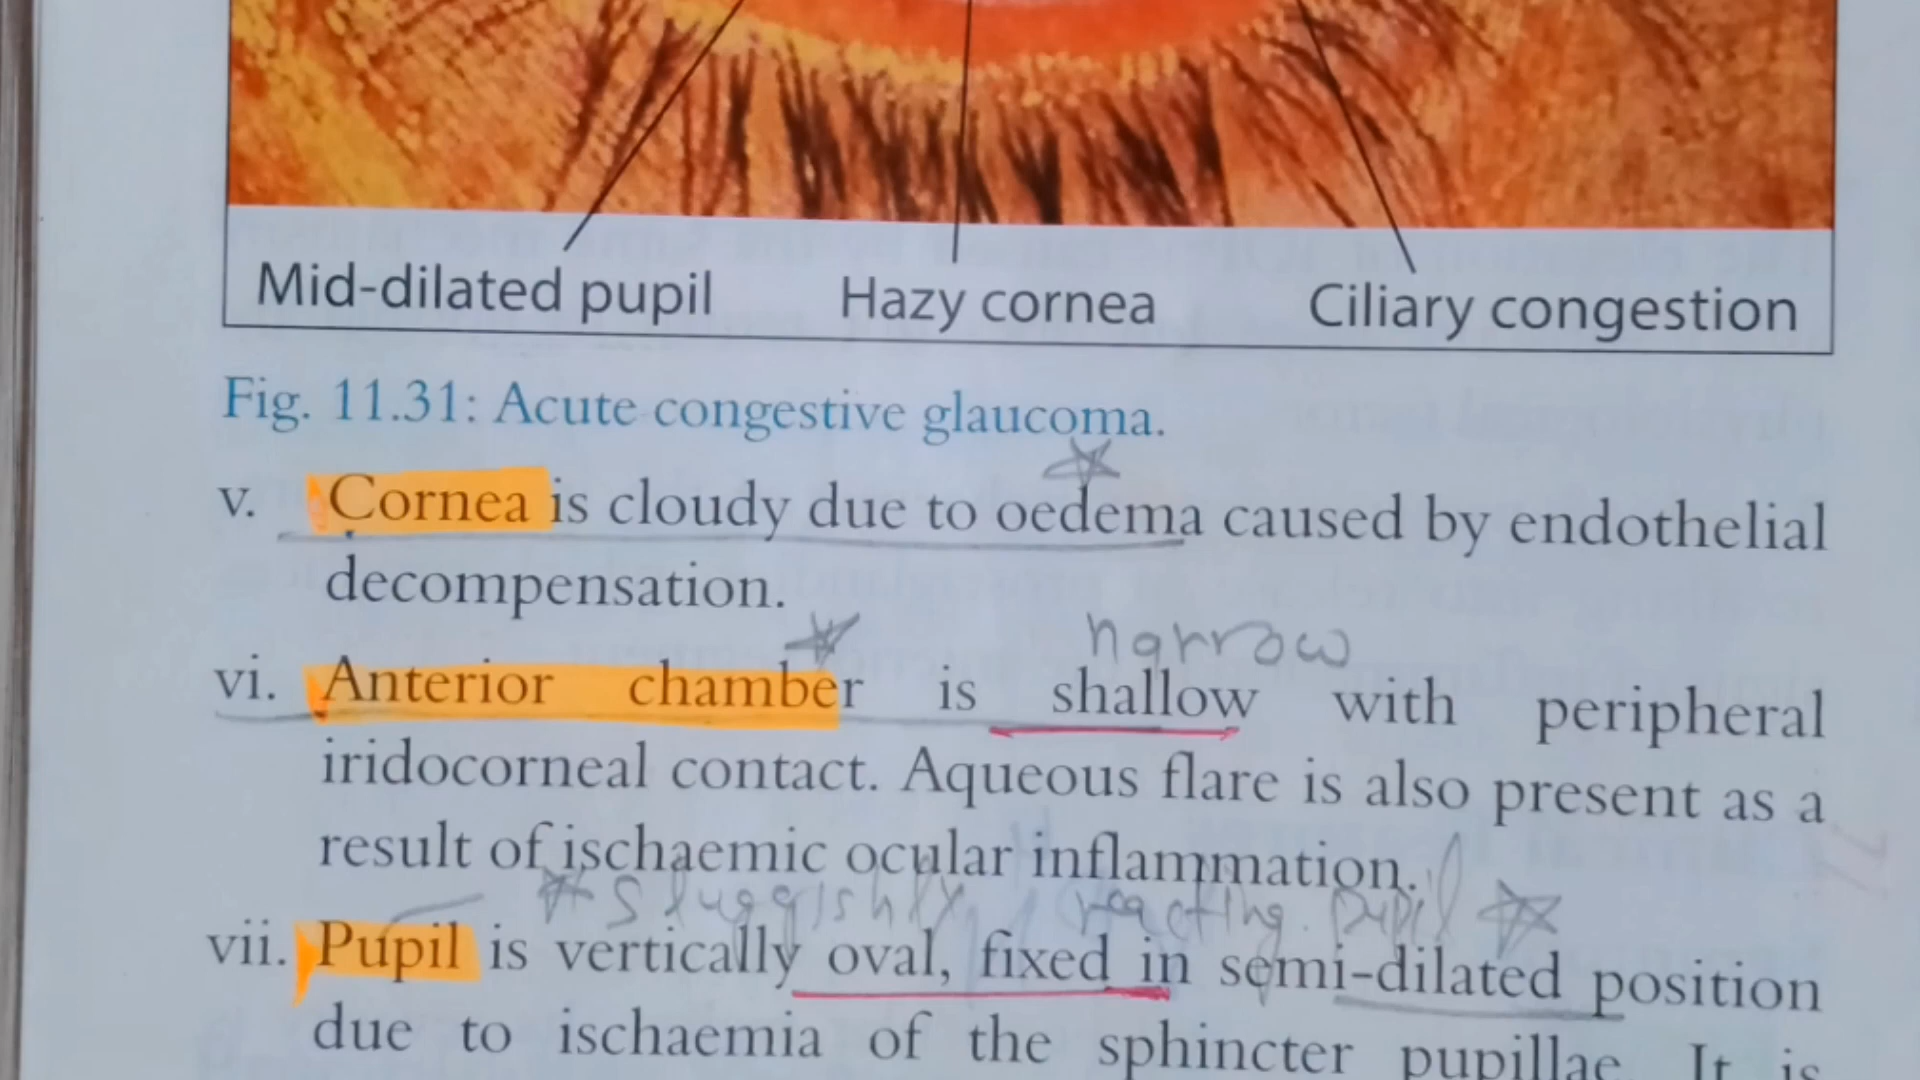 Mid-dilated pupil Hazy cornea Ciliary congestion
Fig. 11.31: Acute congestive glaucoma.
v. Cornea is cloudy due to oedema caused by endothelial
decompensation.
narrow
vi. Anterior chamber is shallow with peripheral
iridocorneal contact. Aqueous flare is also present as a
result of ischaemic ocular inflammation.
sluggishly reacting pupil
vii. Pupil is vertically oval, fixed in semi-dilated position
due to ischaemia of the sphincter pupillae. It is